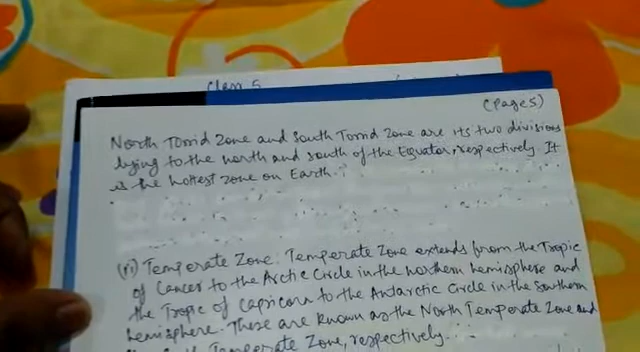 Class 5
(Page 5)
North Torrid Zone and South Torrid Zone are its two divisions
lying to the north and south of the Equator, respectively. It
is the hottest zone on Earth.
(ii) Temperate Zone: Temperate Zone extends from the Tropic
of Cancer to the Arctic Circle in the northern hemisphere and
the Tropic of Capricorn to the Antarctic Circle in the Southern
hemisphere. These are known as the North Temperate Zone and
Temperate Zone, respectively.